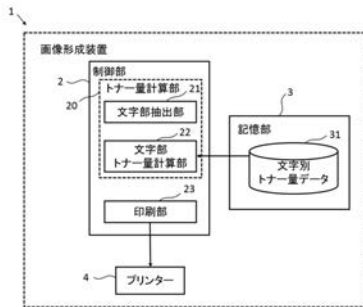 1
画像形成装置
制御部
2
トナー量計算部
20
21
文字部抽出部
22
文字部
トナー量計算部
23
印刷部
3
記憶部
31
文字別
トナー量データ
4
プリンター